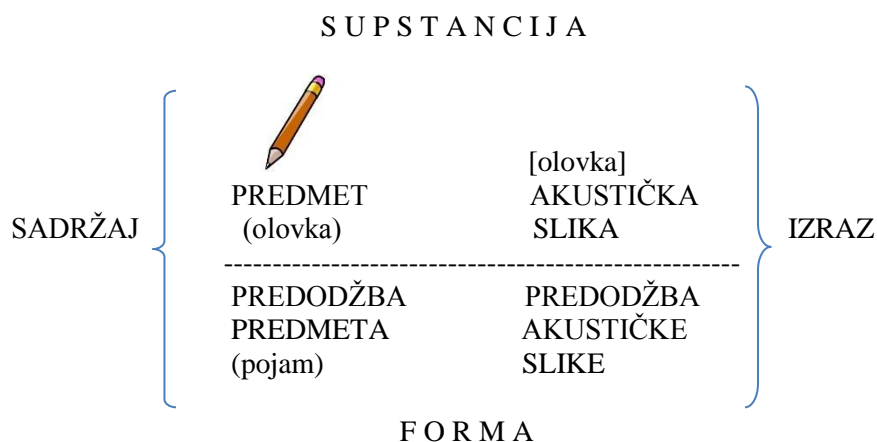 S U P S T A N C I J A
[olovka]
PREDMET AKUSTIČKA
SADRŽAJ (olovka) SLIKA IZRAZ
----------------------------------------------------
PREDODŽBA PREDODŽBA
PREDMETA AKUSTIČKE
(pojam) SLIKE
F O R M A